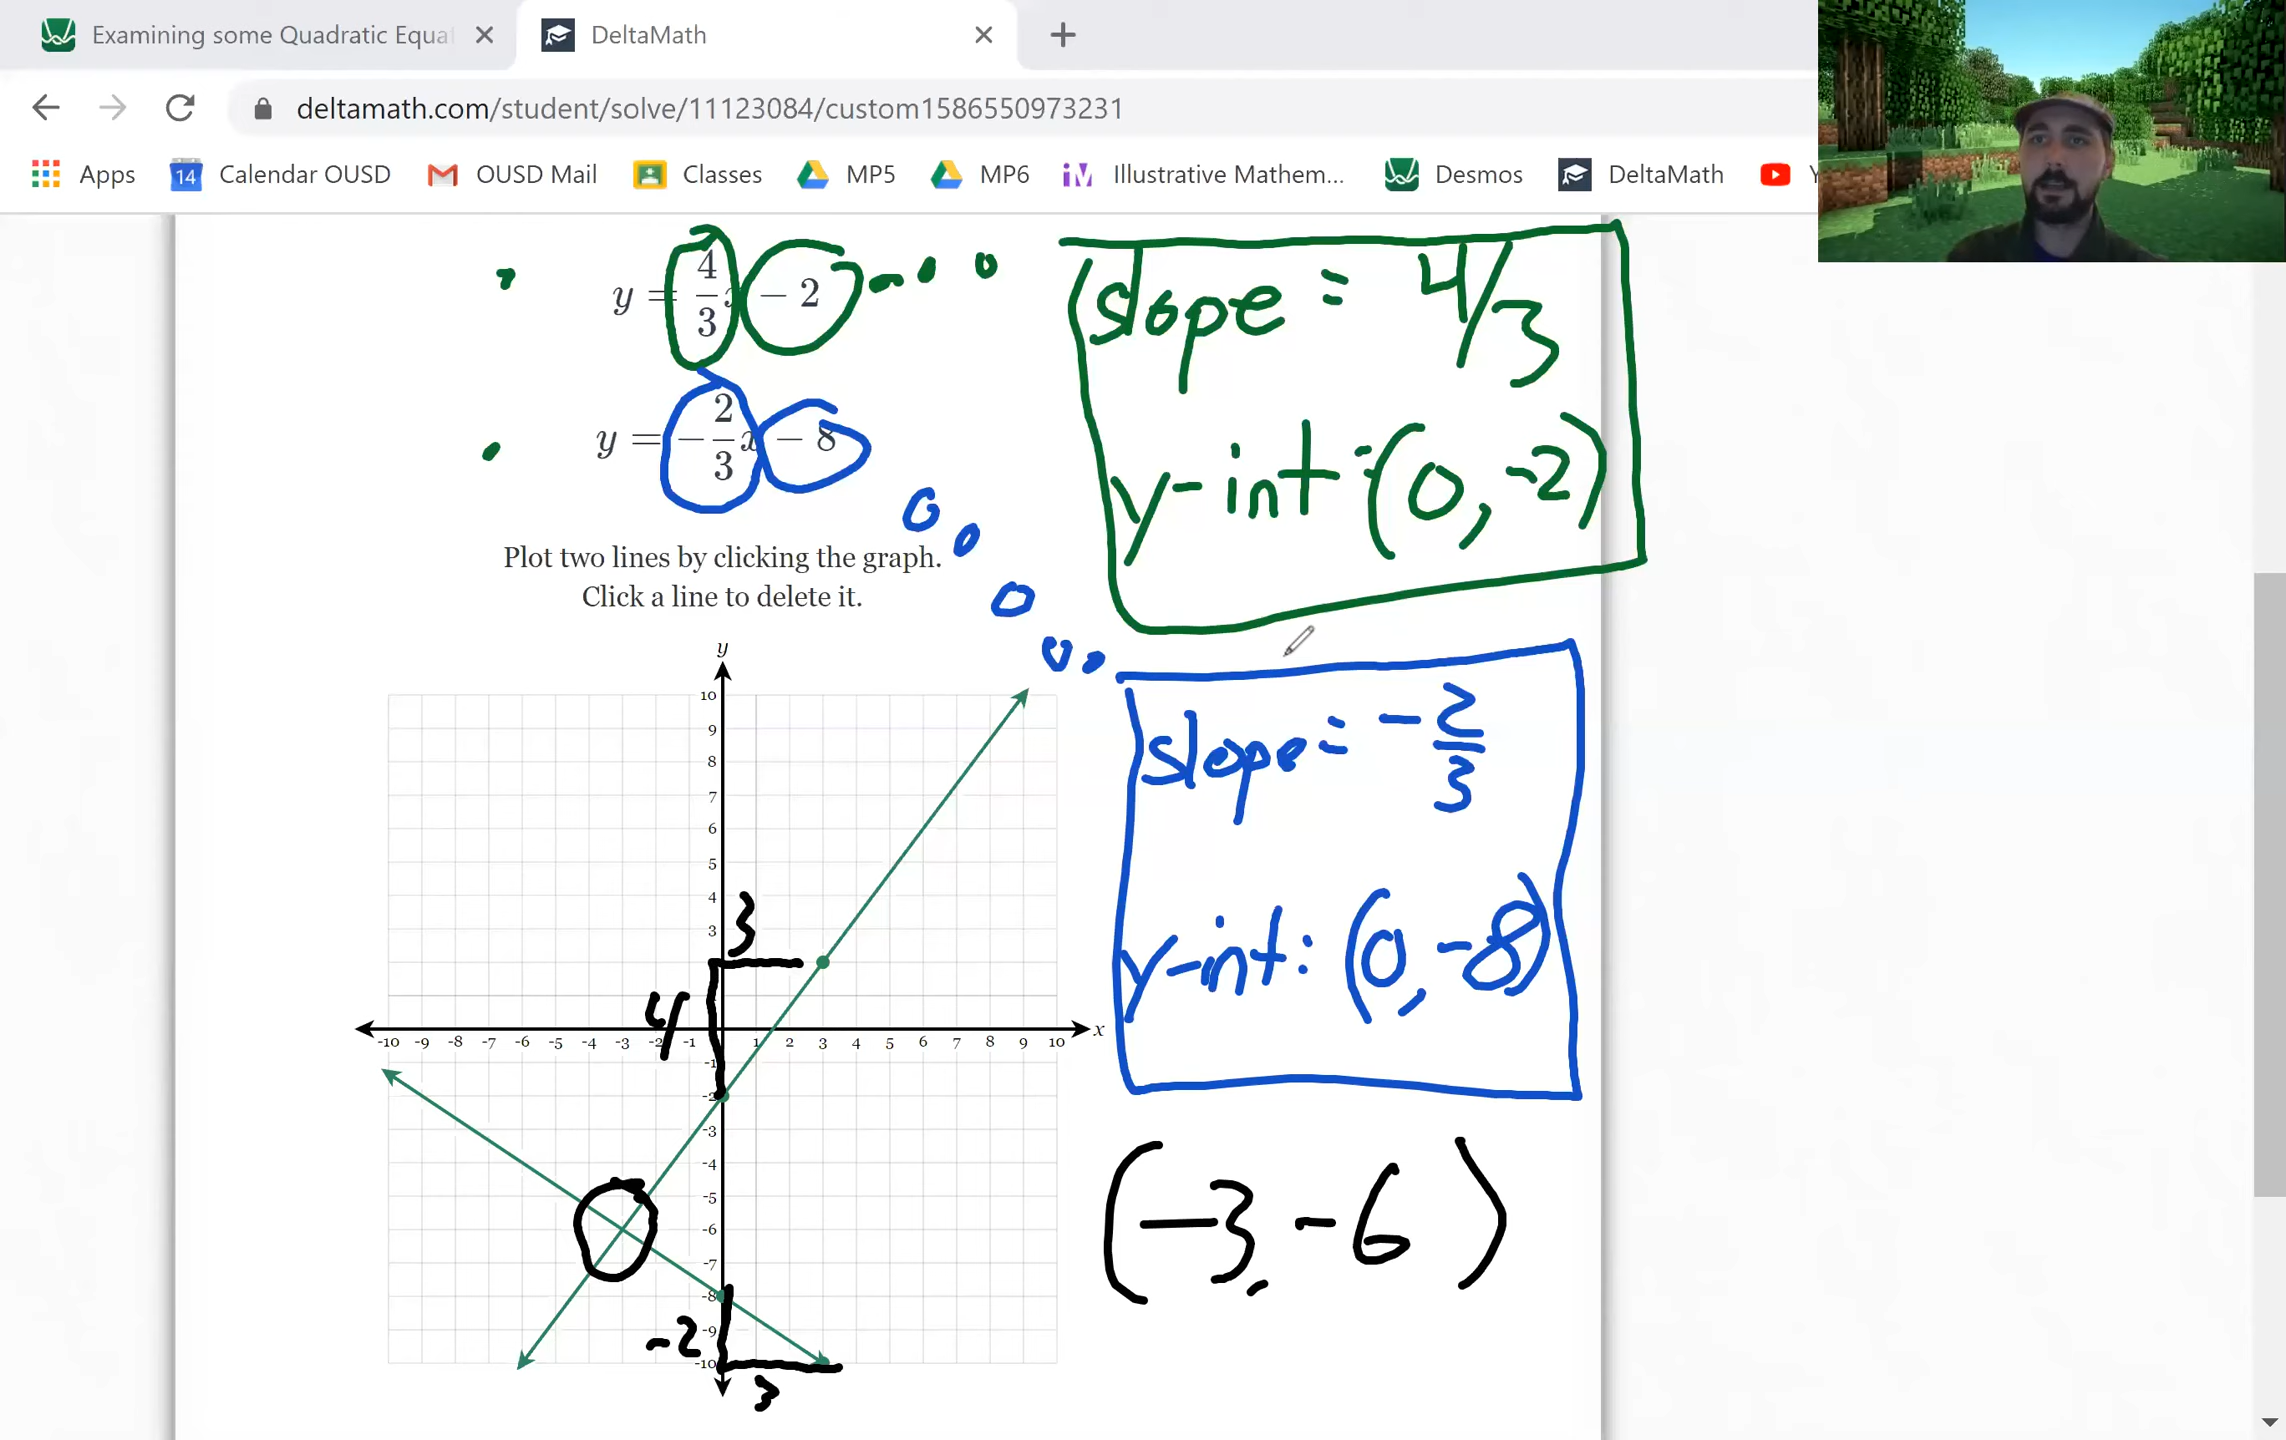 Examining some Quadratic Equa
DeltaMath
deltamath.com/student/solve/11123084/custom1586550973231
Apps
14
Calendar OUSD
OUSD Mail
Classes
MP5
MP6
Illustrative Mathem...
Desmos
DeltaMath
y = 4/3x - 2
y = -2/3x - 8
Plot two lines by clicking the graph.
Click a line to delete it.
slope = 4/3
y-int: (0, -2)
slope = -2/3
y-int: (0, -8)
y
10
9
8
7
6
5
4
3
3
4
-10 -9 -8 -7 -6 -5 -4 -3 -2 -1 1 2 3 4 5 6 7 8 9 10 x
-1
-2
-3
-4
-5
-6
-7
-8
-9
-10
-2
3
(-3, -6)